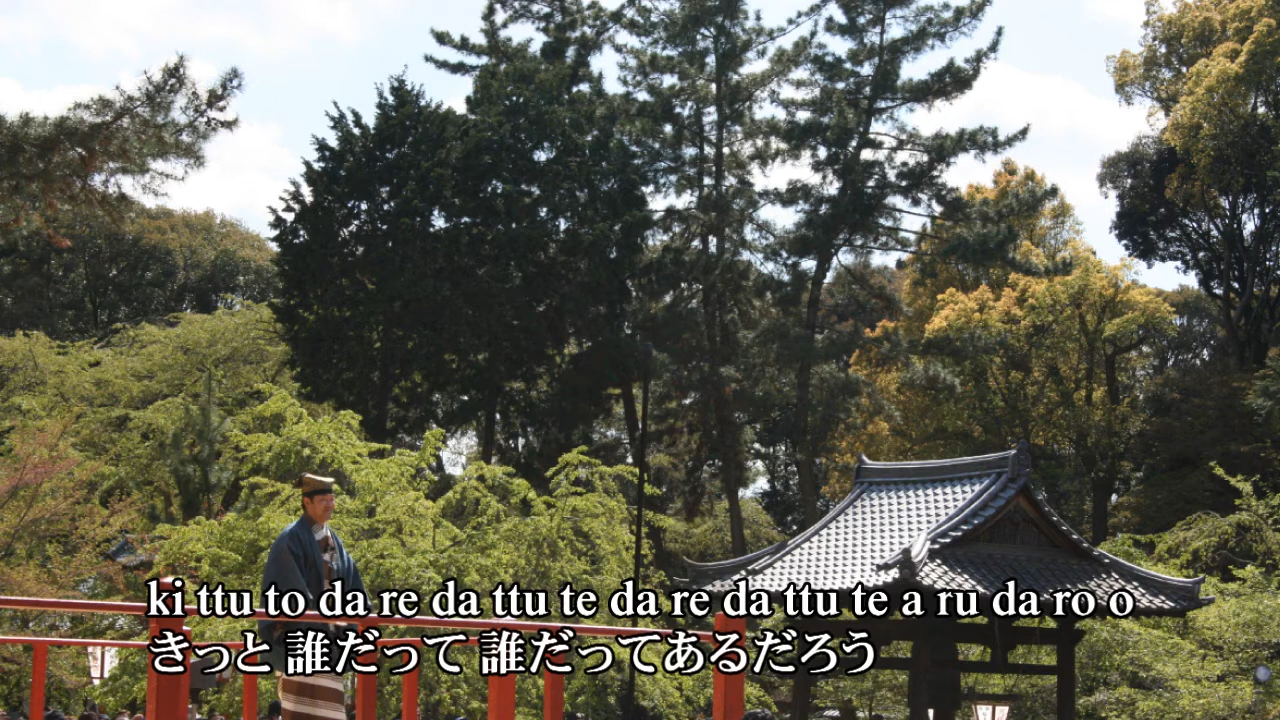 ki ttu to da re da ttu te da re da ttu te a ru da ro o
きっと 誰だって 誰だってあるだろう